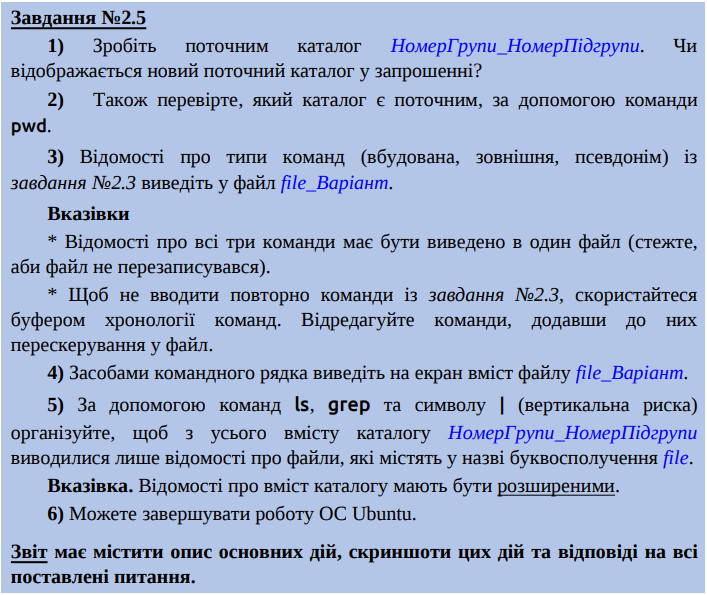 Завдання №2.5
1) Зробіть поточним каталог НомерГрупи_НомерПідгрупи. Чи
відображається новий поточний каталог у запрошенні?
2) Також перевірте, який каталог є поточним, за допомогою команди
pwd.
3) Відомості про типи команд (вбудована, зовнішня, псевдонім) із
завдання №2.3 виведіть у файл file_Варіант.
Вказівки
* Відомості про всі три команди має бути виведено в один файл (стежте,
аби файл не перезаписувався).
* Щоб не вводити повторно команди із завдання №2.3, скористайтеся
буфером хронології команд. Відредагуйте команди, додавши до них
перескерування у файл.
4) Засобами командного рядка виведіть на екран вміст файлу file_Варіант.
5) За допомогою команд ls, grep та символу | (вертикальна риска)
організуйте, щоб з усього вмісту каталогу НомерГрупи_НомерПідгрупи
виводилися лише відомості про файли, які містять у назві буквосполучення file.
Вказівка. Відомості про вміст каталогу мають бути розширеними.
6) Можете завершувати роботу ОС Ubuntu.
Звіт має містити опис основних дій, скриншоти цих дій та відповіді на всі
поставлені питання.